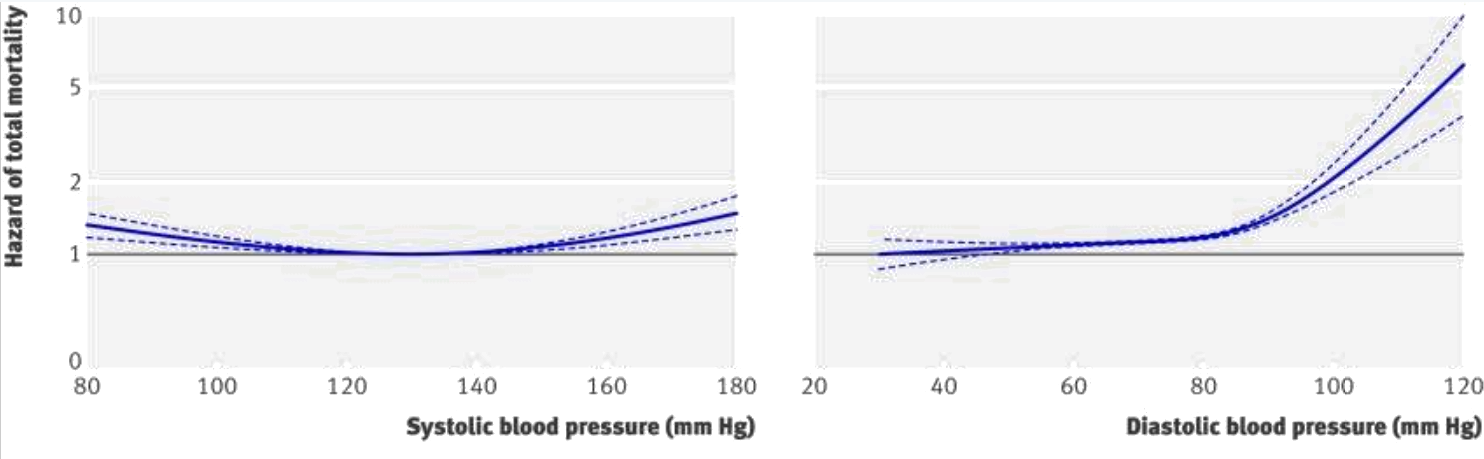 Hazard of total mortality
10
5
2
1
0
80 100 120 140 160 180
Systolic blood pressure (mm Hg)
20 40 60 80 100 120
Diastolic blood pressure (mm Hg)